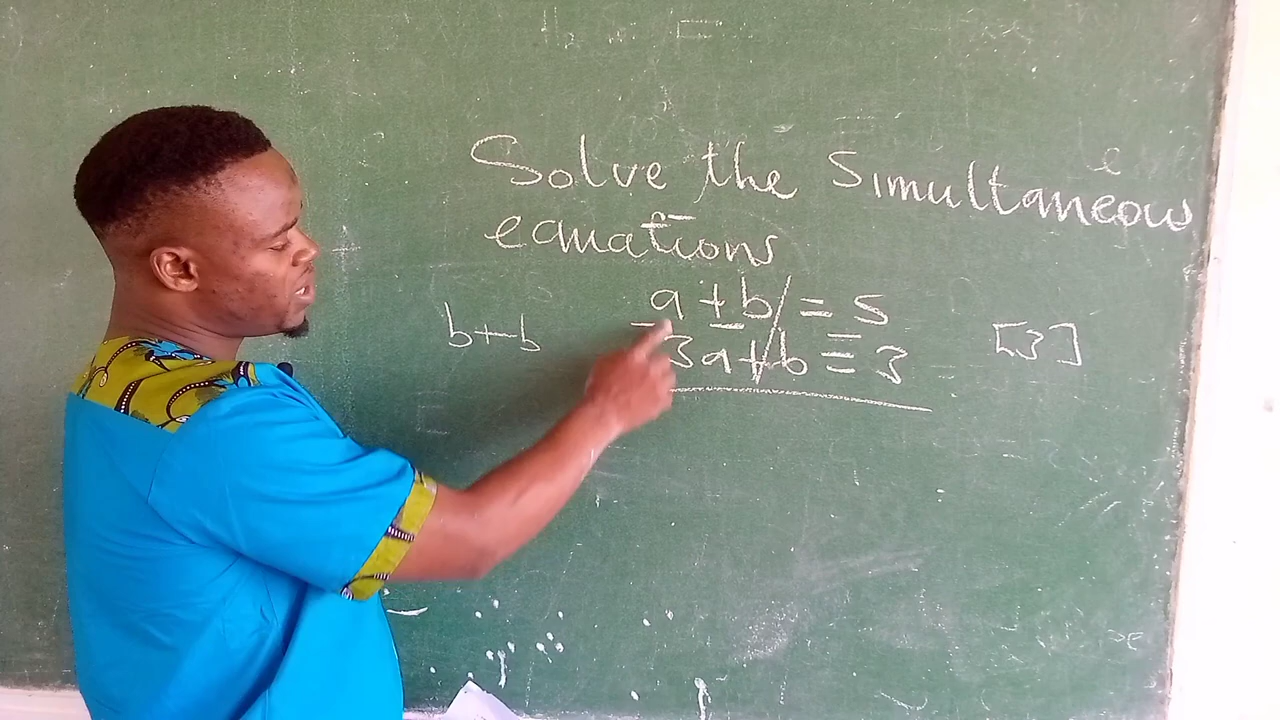 Solve the Simultaneous
equations
a + b = 5
b + b
- 3a + b = 3
[3]